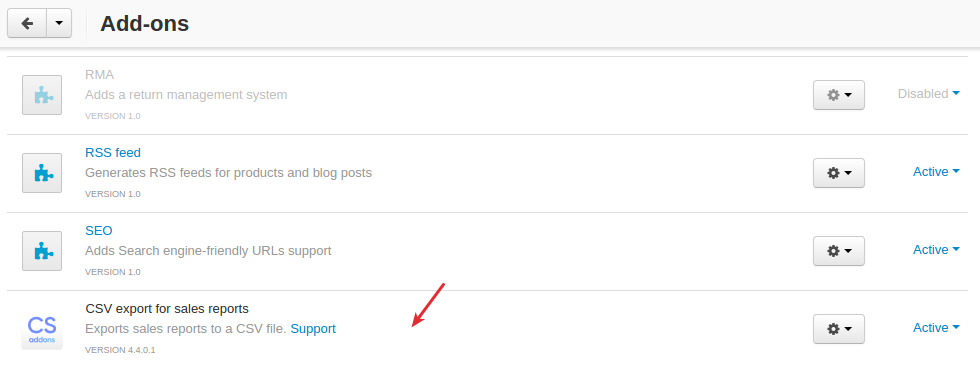 Add-ons
RMA
Adds a return management system
VERSION 1.0
Disabled
RSS feed
Generates RSS feeds for products and blog posts
VERSION 1.0
Active
SEO
Adds Search engine-friendly URLs support
VERSION 1.0
Active
CS
addons
CSV export for sales reports
Exports sales reports to a CSV file. Support
VERSION 4.4.0.1
Active